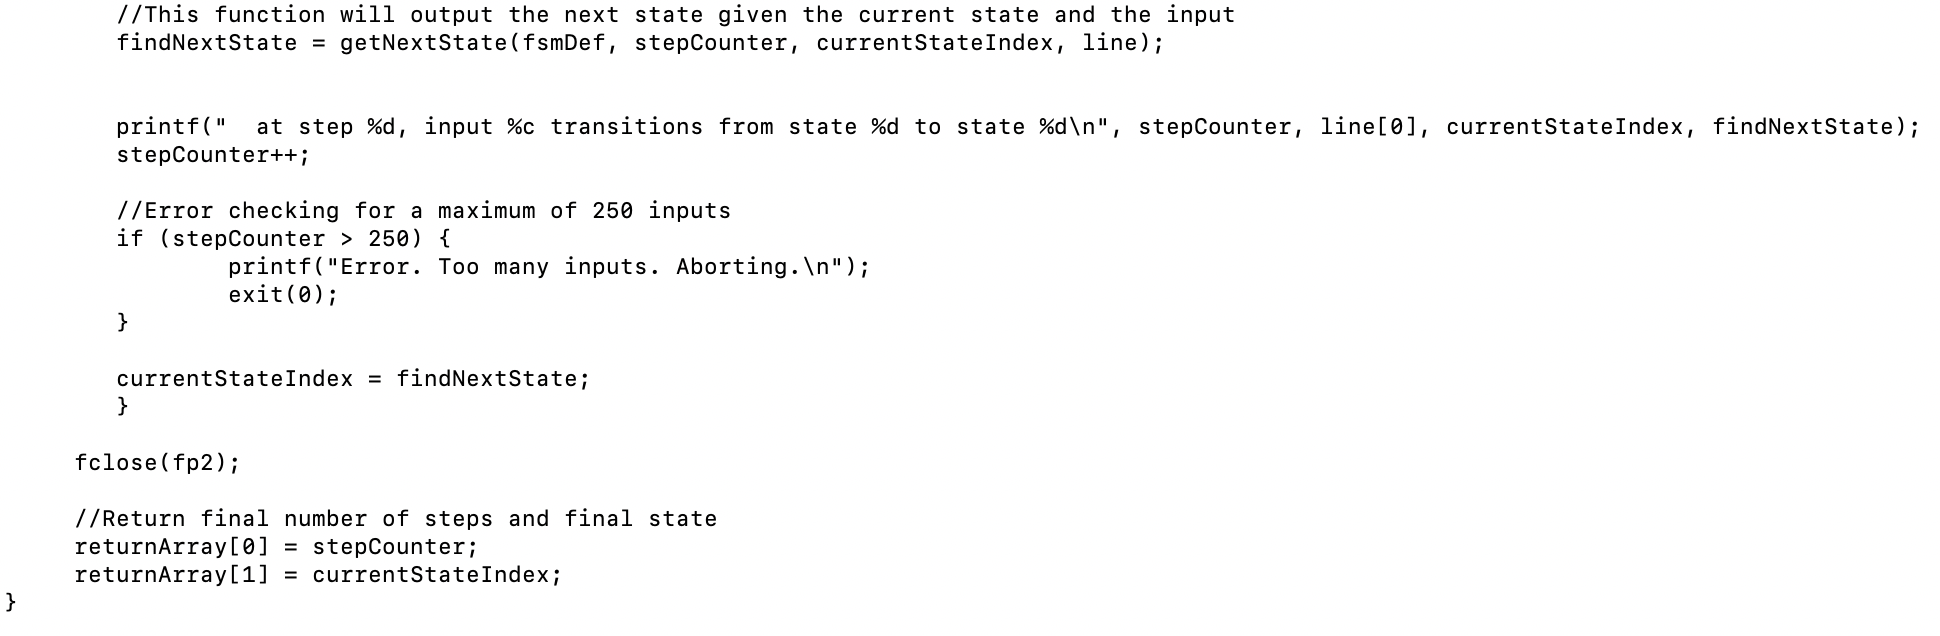 //This function will output the next state given the current state and the input
findNextState = getNextState(fsmDef, stepCounter, currentStateIndex, line);
printf("  at step %d, input %c transitions from state %d to state %d\n", stepCounter, line[0], currentStateIndex, findNextState);
stepCounter++;
//Error checking for a maximum of 250 inputs
if (stepCounter > 250) {
printf("Error. Too many inputs. Aborting.\n");
exit(0);
}
currentStateIndex = findNextState;
}
fclose(fp2);
//Return final number of steps and final state
returnArray[0] = stepCounter;
returnArray[1] = currentStateIndex;
}